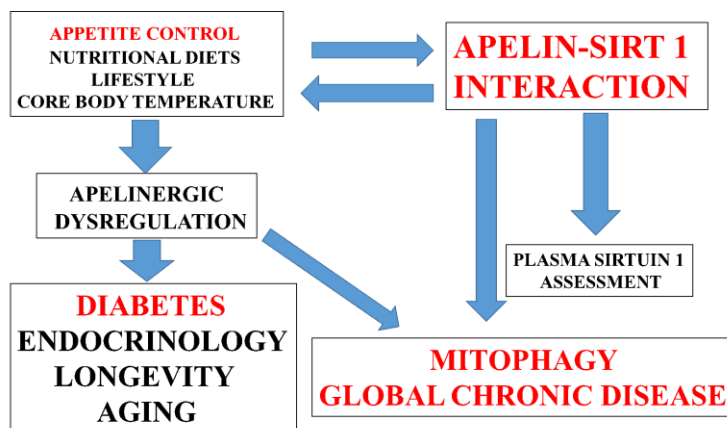 APPETITE CONTROL
NUTRITIONAL DIETS
LIFESTYLE
CORE BODY TEMPERATURE
APELIN-SIRT 1
INTERACTION
APELINERGIC
DYSREGULATION
PLASMA SIRTUIN 1
ASSESSMENT
DIABETES
ENDOCRINOLOGY
LONGEVITY
AGING
MITOPHAGY
GLOBAL CHRONIC DISEASE